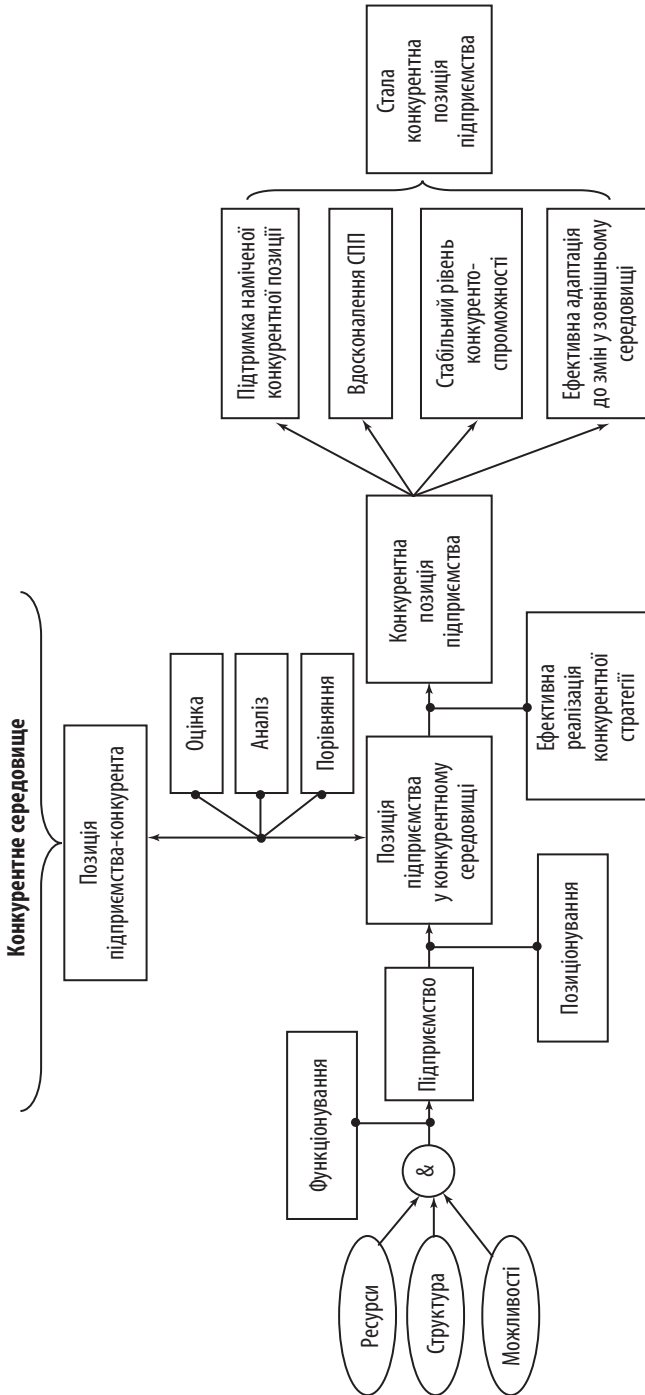 Конкурентне середовище
Позиція
підприємства-конкурента
Оцінка
Аналіз
Порівняння
Ресурси
Структура
Можливості
&
Функціонування
Підприємство
Позиціонування
Позиція
підприємства
у конкурентному
середовищі
Ефективна
реалізація
конкурентної
стратегії
Конкурентна
позиція
підприємства
Підтримка наміченої
конкурентної позиції
Вдосконалення СПП
Стабільний рівень
конкуренто-
спроможності
Ефективна адаптація
до змін у зовнішньому
середовищі
Стала
конкурентна
позиція
підприємства